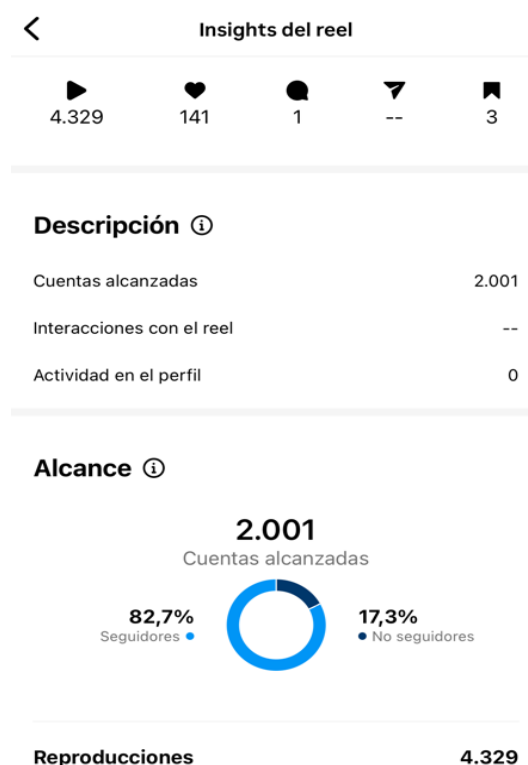 Insights del reel
4.329 141 1 -- 3
Descripción
Cuentas alcanzadas 2.001
Interacciones con el reel --
Actividad en el perfil 0
Alcance
2.001
Cuentas alcanzadas
82,7% 17,3%
Seguidores No seguidores
Reproducciones 4.329